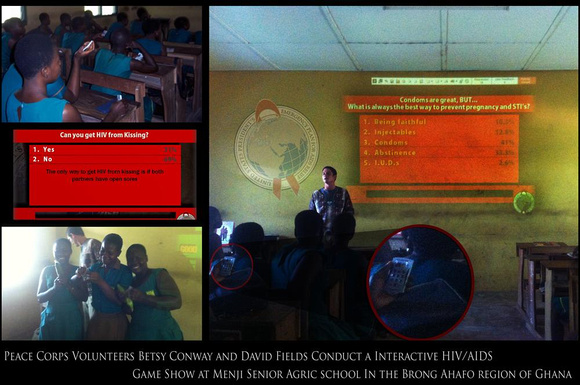 Can you get HIV from Kissing?
1. Yes
2. No
The only way to get HIV from kissing is if both
partners have open sores
Condoms are great, BUT...
What is always the best way to prevent pregnancy and STI's?
1. Being faithful
2. Injectables
3. Condoms
4. Abstinence
5. I.U.D.s
Peace Corps Volunteers Betsy Conway and David Fields Conduct a Interactive HIV/AIDS
Game Show at Menji Senior Agric school In the Brong Ahafo region of Ghana